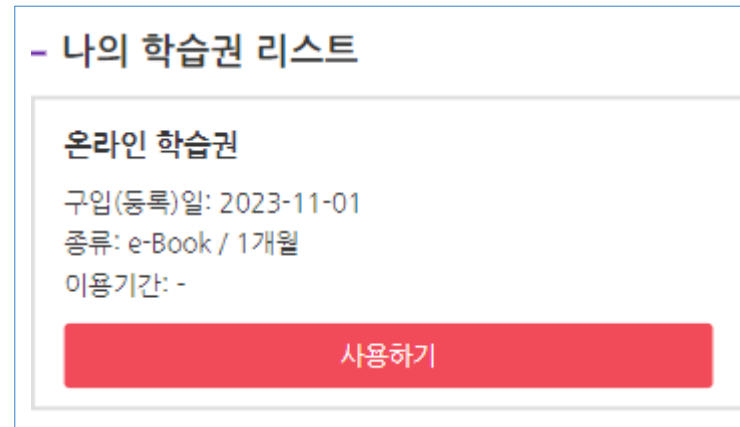 - 나의 학습권 리스트
온라인 학습권
구입(등록)일: 2023-11-01
종류: e-Book / 1개월
이용기간: -
사용하기